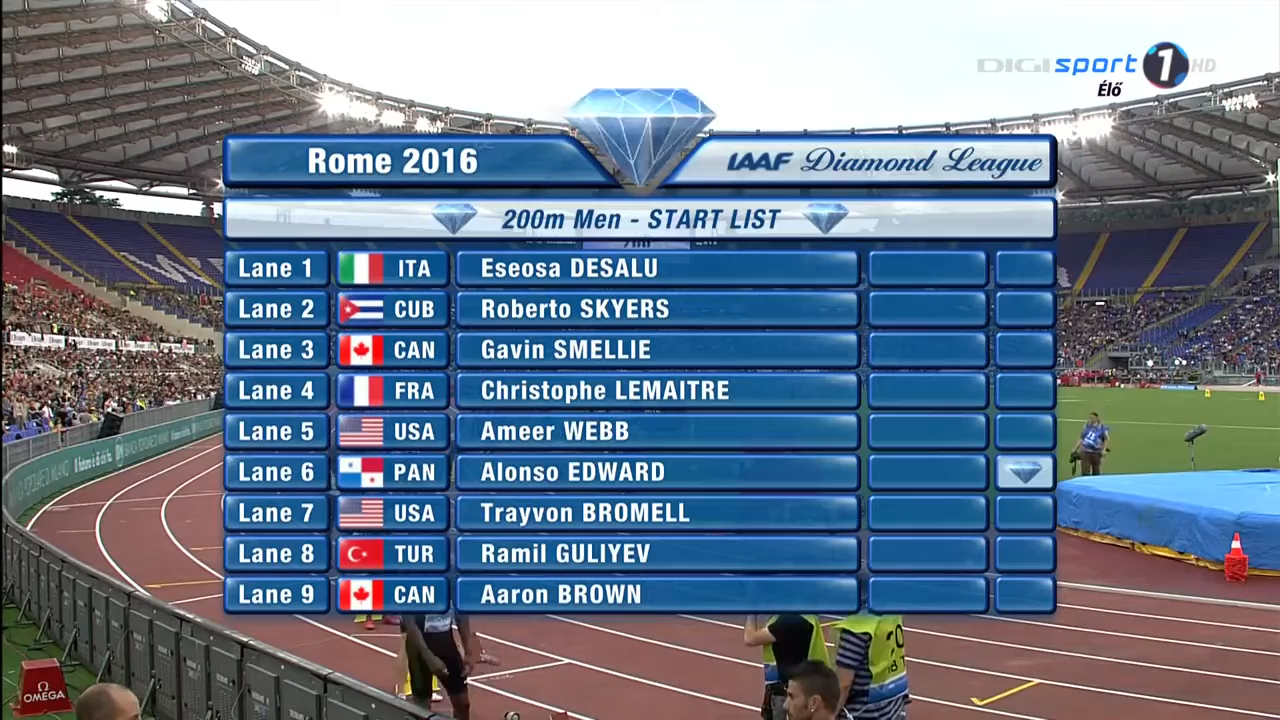 DIGI sport 1 HD
Élő
Rome 2016
IAAF Diamond League
200m Men - START LIST
Lane 1 ITA Eseosa DESALU
Lane 2 CUB Roberto SKYERS
Lane 3 CAN Gavin SMELLIE
Lane 4 FRA Christophe LEMAITRE
Lane 5 USA Ameer WEBB
Lane 6 PAN Alonso EDWARD
Lane 7 USA Trayvon BROMELL
Lane 8 TUR Ramil GULIYEV
Lane 9 CAN Aaron BROWN
OMEGA